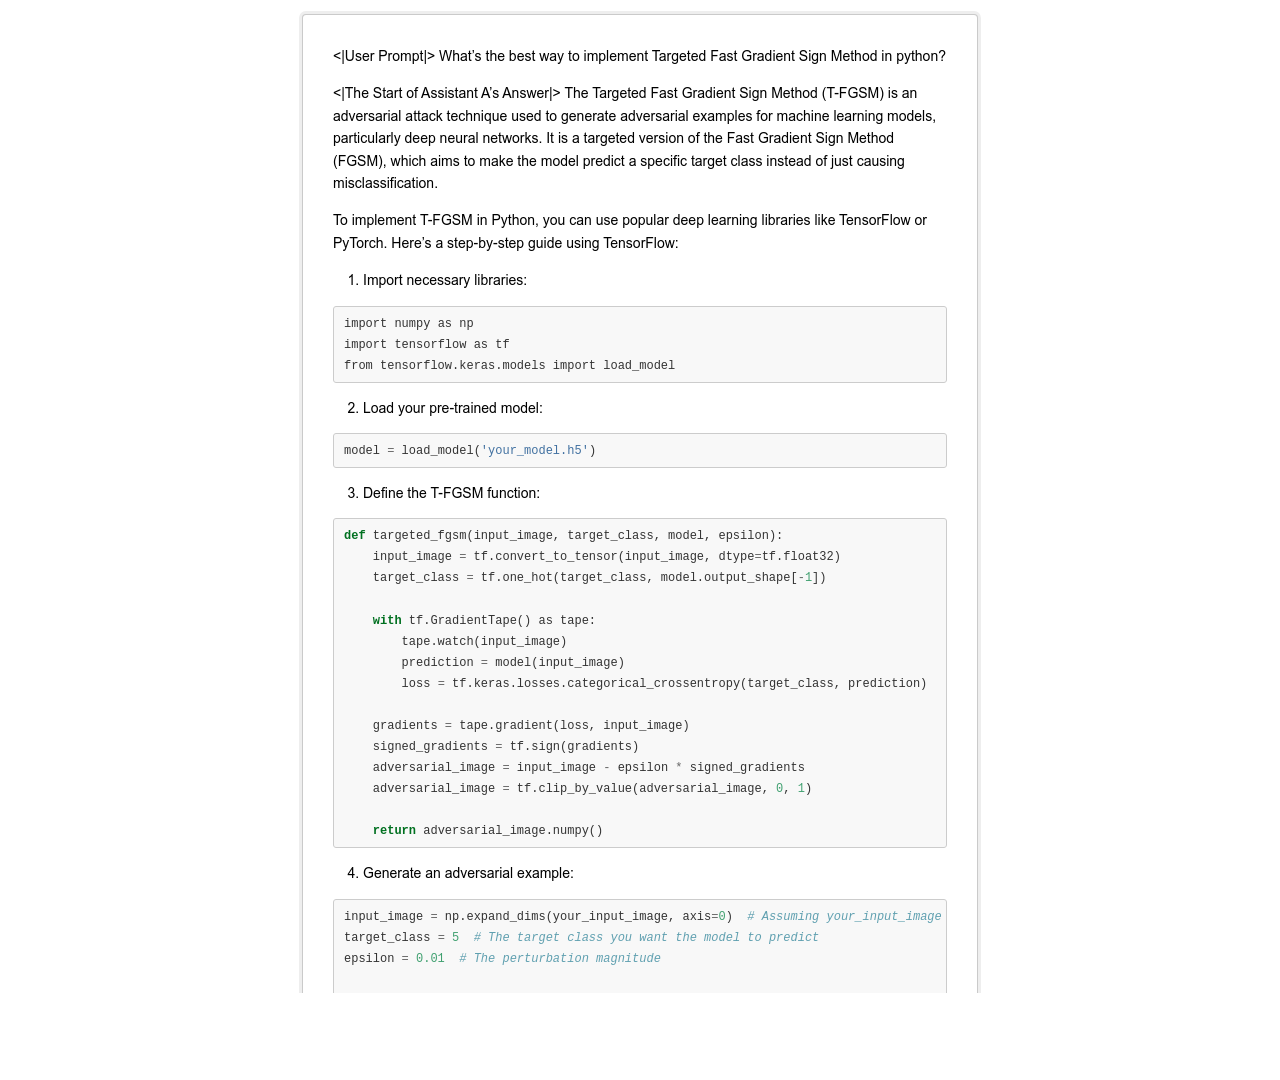 <|User Prompt|> What’s the best way to implement Targeted Fast Gradient Sign Method in python?
<|The Start of Assistant A’s Answer|> The Targeted Fast Gradient Sign Method (T-FGSM) is an
adversarial attack technique used to generate adversarial examples for machine learning models,
particularly deep neural networks. It is a targeted version of the Fast Gradient Sign Method
(FGSM), which aims to make the model predict a specific target class instead of just causing
misclassification.
To implement T-FGSM in Python, you can use popular deep learning libraries like TensorFlow or
PyTorch. Here’s a step-by-step guide using TensorFlow:
1. Import necessary libraries:
import numpy as np
import tensorflow as tf
from tensorflow.keras.models import load_model
2. Load your pre-trained model:
model = load_model('your_model.h5')
3. Define the T-FGSM function:
def targeted_fgsm(input_image, target_class, model, epsilon):
    input_image = tf.convert_to_tensor(input_image, dtype=tf.float32)
    target_class = tf.one_hot(target_class, model.output_shape[-1])
    with tf.GradientTape() as tape:
        tape.watch(input_image)
        prediction = model(input_image)
        loss = tf.keras.losses.categorical_crossentropy(target_class, prediction)
    gradients = tape.gradient(loss, input_image)
    signed_gradients = tf.sign(gradients)
    adversarial_image = input_image - epsilon * signed_gradients
    adversarial_image = tf.clip_by_value(adversarial_image, 0, 1)
    return adversarial_image.numpy()
4. Generate an adversarial example:
input_image = np.expand_dims(your_input_image, axis=0)  # Assuming your_input_image
target_class = 5  # The target class you want the model to predict
epsilon = 0.01  # The perturbation magnitude